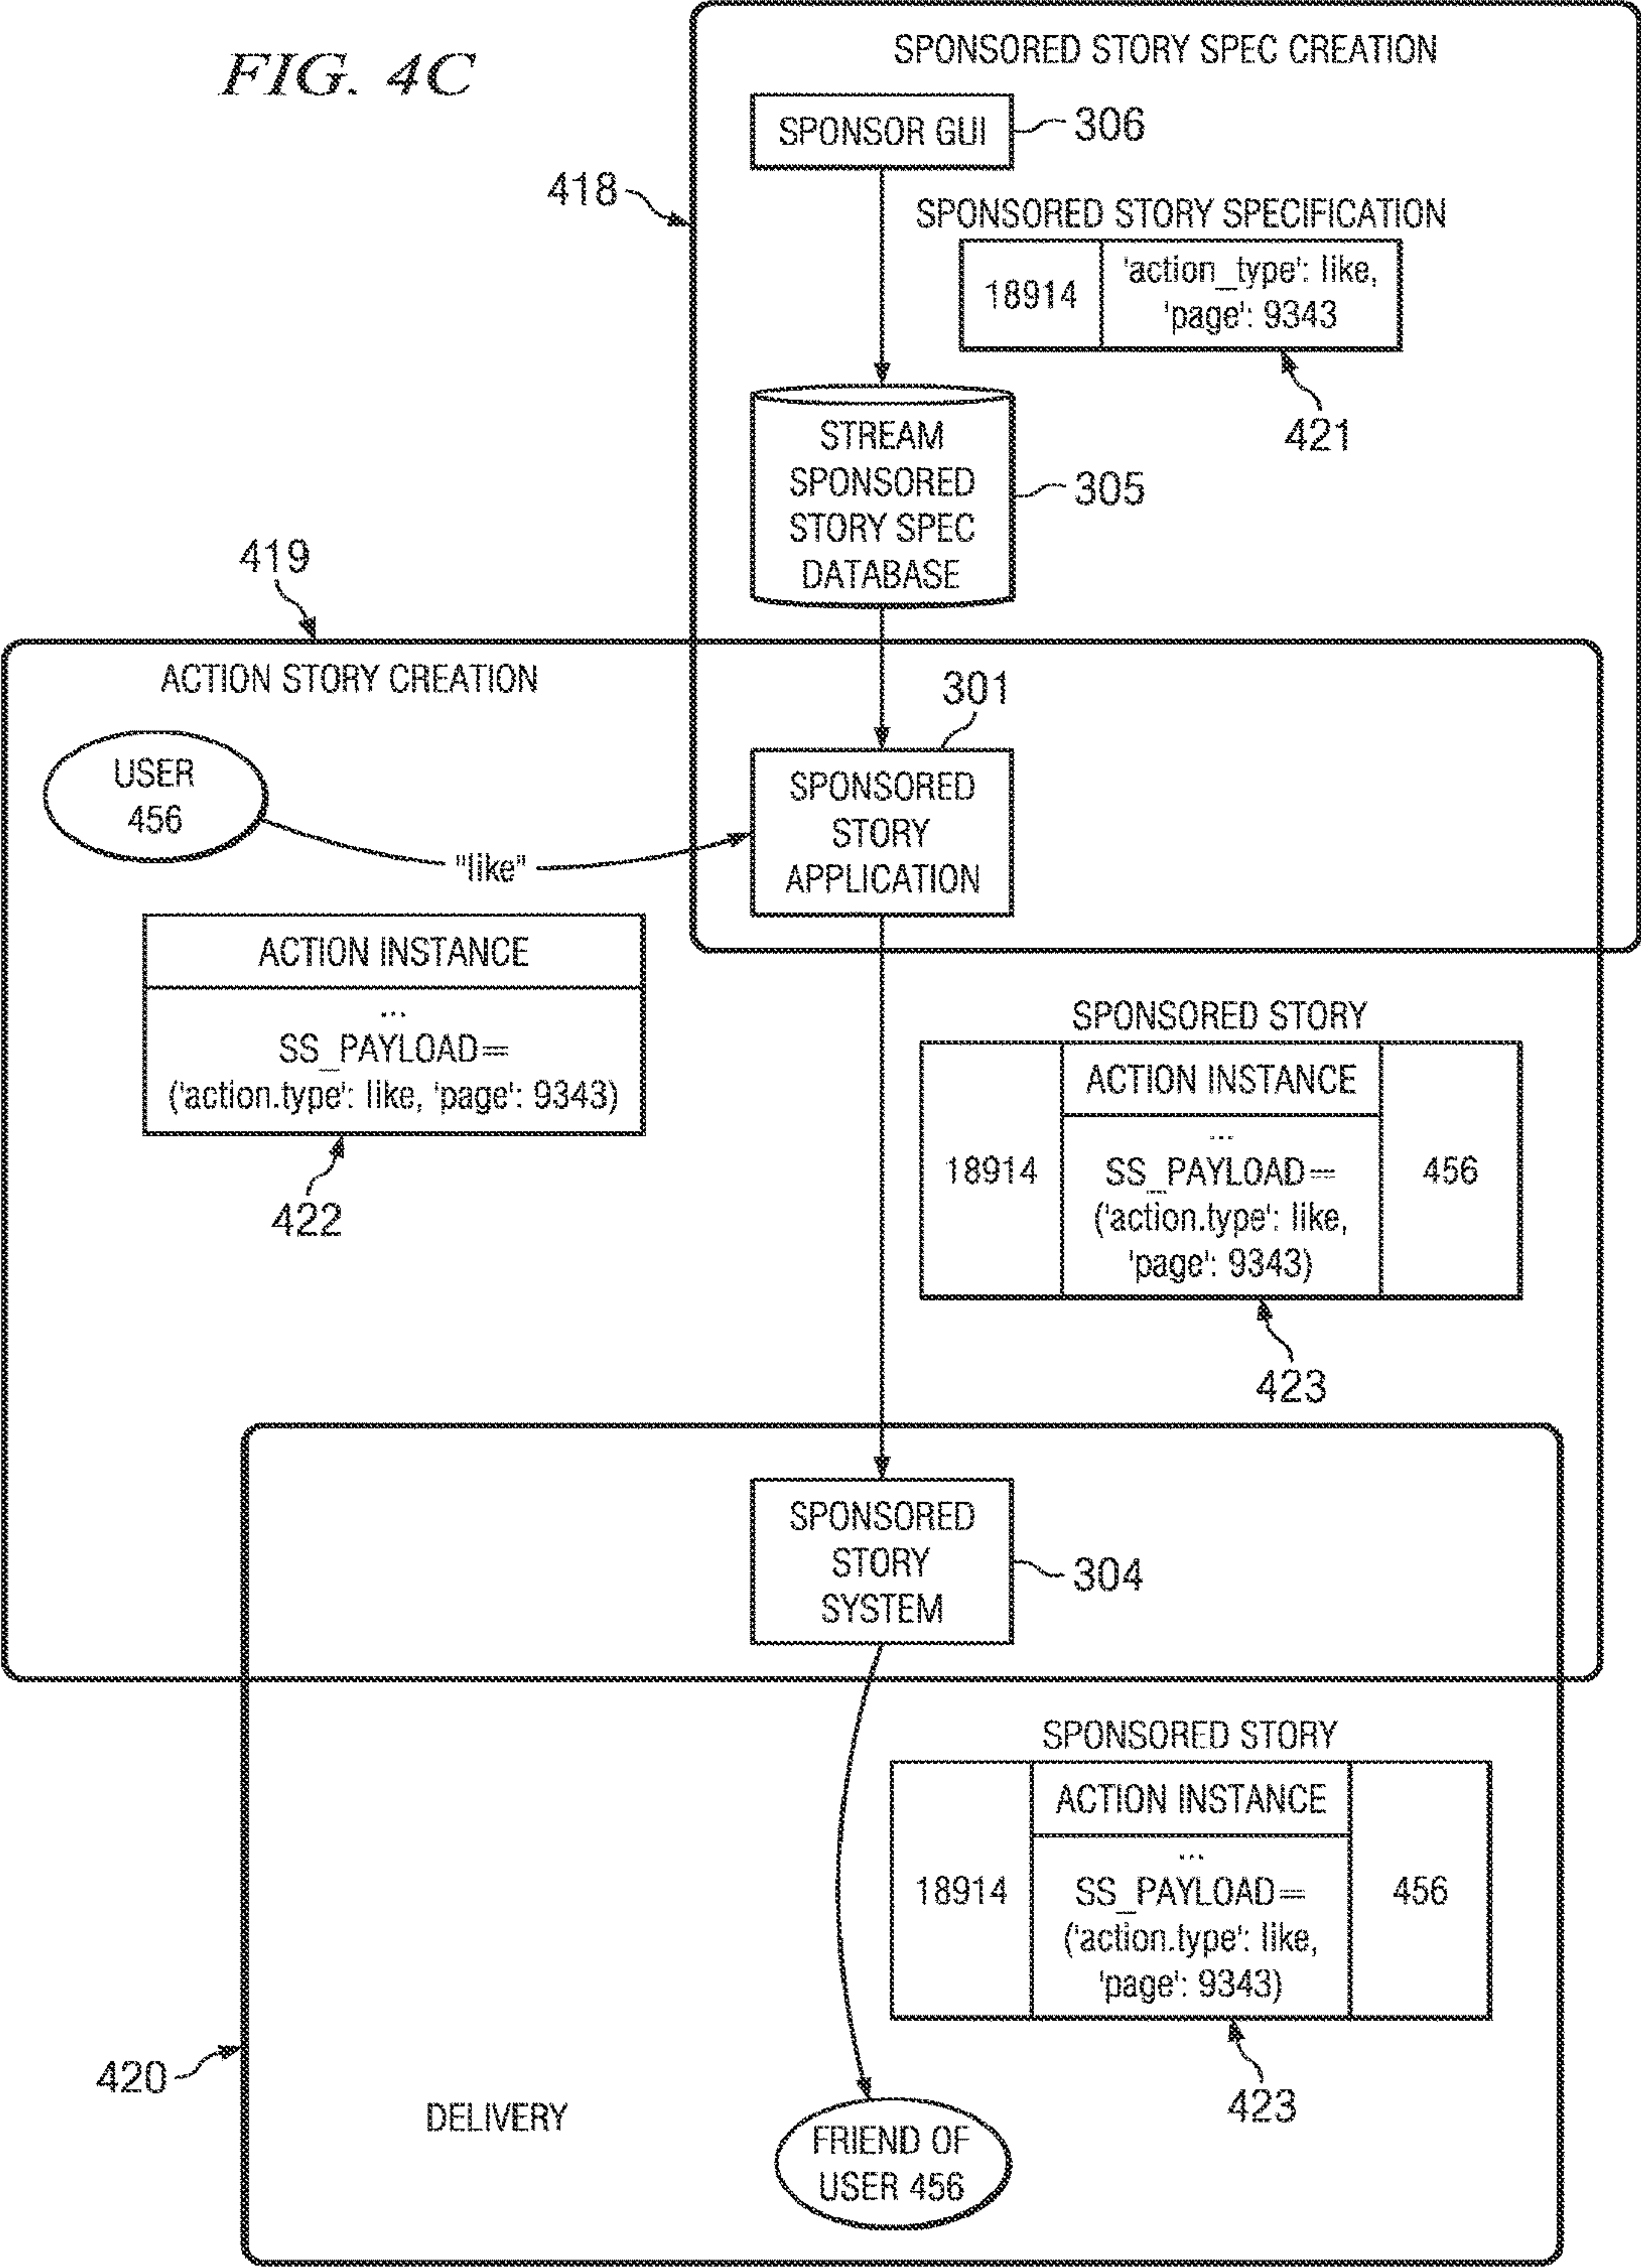 FIG. 4C
SPONSORED STORY SPEC CREATION
SPONSOR GUI
306
418
SPONSORED STORY SPECIFICATION
18914
'action_type': like,
'page': 9343
421
STREAM
SPONSORED
STORY SPEC
DATABASE
305
419
ACTION STORY CREATION
301
USER
456
"like"
SPONSORED
STORY
APPLICATION
ACTION INSTANCE
...
SS_PAYLOAD=
('action.type': like, 'page': 9343)
422
SPONSORED STORY
18914
ACTION INSTANCE
...
SS_PAYLOAD=
('action.type': like,
'page': 9343)
456
423
SPONSORED
STORY
SYSTEM
304
SPONSORED STORY
18914
ACTION INSTANCE
...
SS_PAYLOAD=
('action.type': like,
'page': 9343)
456
423
420
DELIVERY
FRIEND OF
USER 456